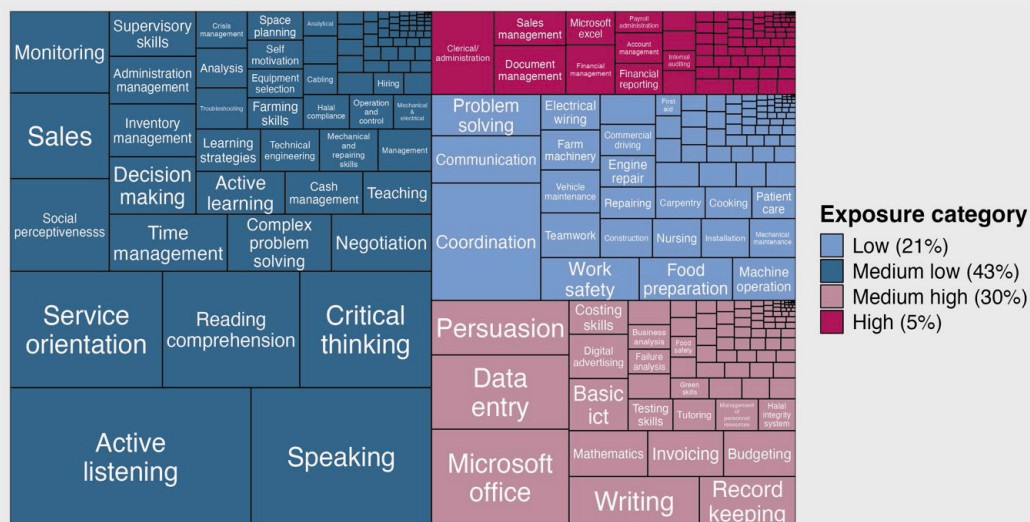 Monitoring
Supervisory
skills
Crisis
management
Space
planning
Analytical
Self
motivation
Administration
management
Analysis
Equipment
selection
Cabling
Hiring
Sales
Inventory
management
Troubleshooting
Farming
skills
Halal
compliance
Operation
and
control
Mechanical
&
electrical
Learning
strategies
Technical
engineering
Mechanical
and
repairing
skills
Management
Decision
making
Active
learning
Cash
management
Teaching
Social
perceptivenesss
Time
management
Complex
problem
solving
Negotiation
Service
orientation
Reading
comprehension
Critical
thinking
Active
listening
Speaking
Clerical/
administration
Sales
management
Microsoft
excel
Payroll
administration
Account
management
Internal
auditing
Document
management
Financial
management
Financial
reporting
Problem
solving
Electrical
wiring
First
aid
Commercial
driving
Communication
Farm
machinery
Engine
repair
Vehicle
maintenance
Repairing
Carpentry
Cooking
Patient
care
Coordination
Teamwork
Construction
Nursing
Installation
Mechanical
maintenance
Work
safety
Food
preparation
Machine
operation
Persuasion
Costing
skills
Business
analysis
Food
safety
Digital
advertising
Failure
analysis
Data
entry
Basic
ict
Green
skills
Testing
skills
Tutoring
Management
of
personnel
resources
Halal
integrity
system
Microsoft
office
Mathematics
Invoicing
Budgeting
Writing
Record
keeping
Exposure category
Low (21%)
Medium low (43%)
Medium high (30%)
High (5%)